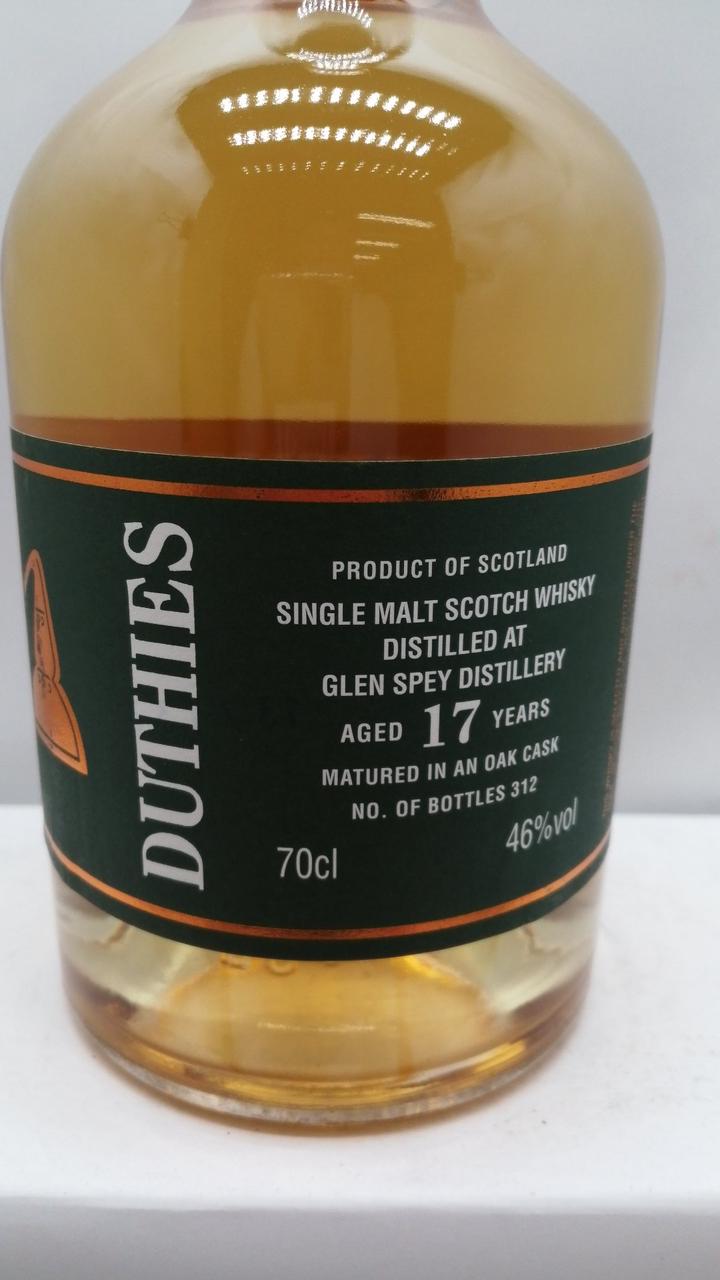 DUTHIES
PRODUCT OF SCOTLAND
SINGLE MALT SCOTCH WHISKY
DISTILLED AT
GLEN SPEY DISTILLERY
AGED 17 YEARS
MATURED IN AN OAK CASK
NO. OF BOTTLES 312
70cl 46%vol